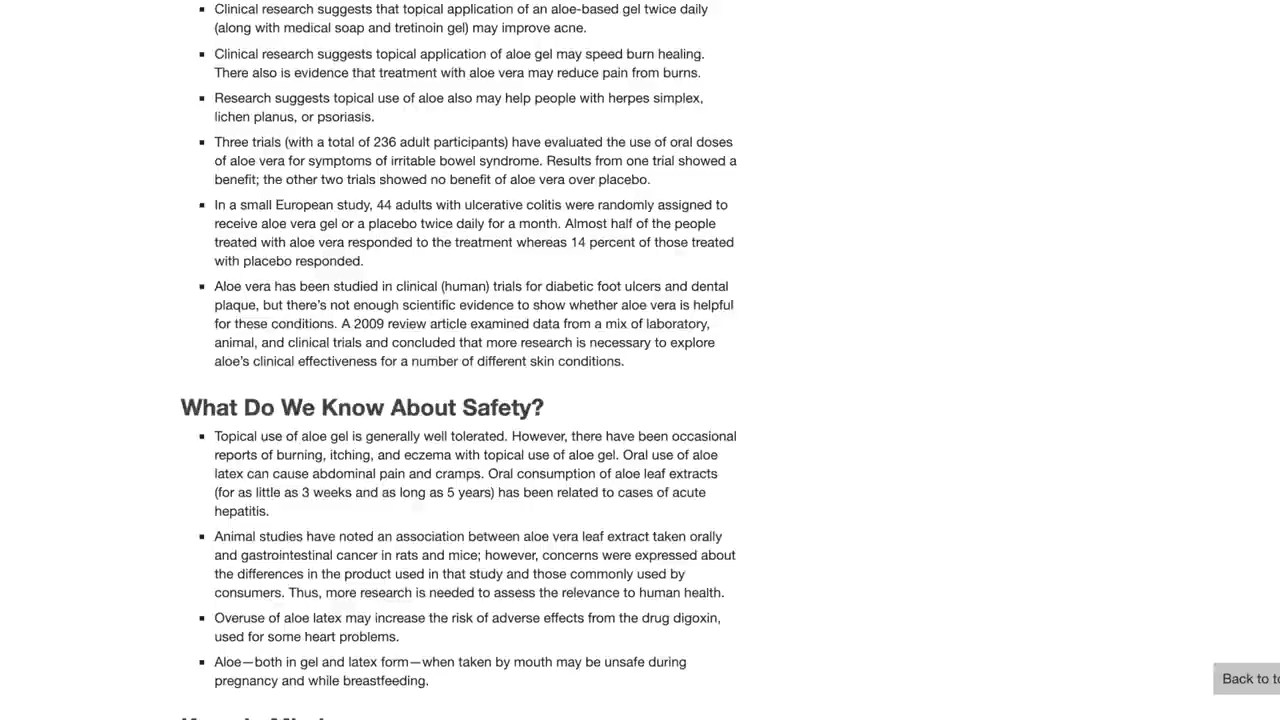 ▪ Clinical research suggests that topical application of an aloe-based gel twice daily
(along with medical soap and tretinoin gel) may improve acne.
▪ Clinical research suggests topical application of aloe gel may speed burn healing.
There also is evidence that treatment with aloe vera may reduce pain from burns.
▪ Research suggests topical use of aloe also may help people with herpes simplex,
lichen planus, or psoriasis.
▪ Three trials (with a total of 236 adult participants) have evaluated the use of oral doses
of aloe vera for symptoms of irritable bowel syndrome. Results from one trial showed a
benefit; the other two trials showed no benefit of aloe vera over placebo.
▪ In a small European study, 44 adults with ulcerative colitis were randomly assigned to
receive aloe vera gel or a placebo twice daily for a month. Almost half of the people
treated with aloe vera responded to the treatment whereas 14 percent of those treated
with placebo responded.
▪ Aloe vera has been studied in clinical (human) trials for diabetic foot ulcers and dental
plaque, but there's not enough scientific evidence to show whether aloe vera is helpful
for these conditions. A 2009 review article examined data from a mix of laboratory,
animal, and clinical trials and concluded that more research is necessary to explore
aloe's clinical effectiveness for a number of different skin conditions.
What Do We Know About Safety?
▪ Topical use of aloe gel is generally well tolerated. However, there have been occasional
reports of burning, itching, and eczema with topical use of aloe gel. Oral use of aloe
latex can cause abdominal pain and cramps. Oral consumption of aloe leaf extracts
(for as little as 3 weeks and as long as 5 years) has been related to cases of acute
hepatitis.
▪ Animal studies have noted an association between aloe vera leaf extract taken orally
and gastrointestinal cancer in rats and mice; however, concerns were expressed about
the differences in the product used in that study and those commonly used by
consumers. Thus, more research is needed to assess the relevance to human health.
▪ Overuse of aloe latex may increase the risk of adverse effects from the drug digoxin,
used for some heart problems.
▪ Aloe—both in gel and latex form—when taken by mouth may be unsafe during
pregnancy and while breastfeeding.
Back to